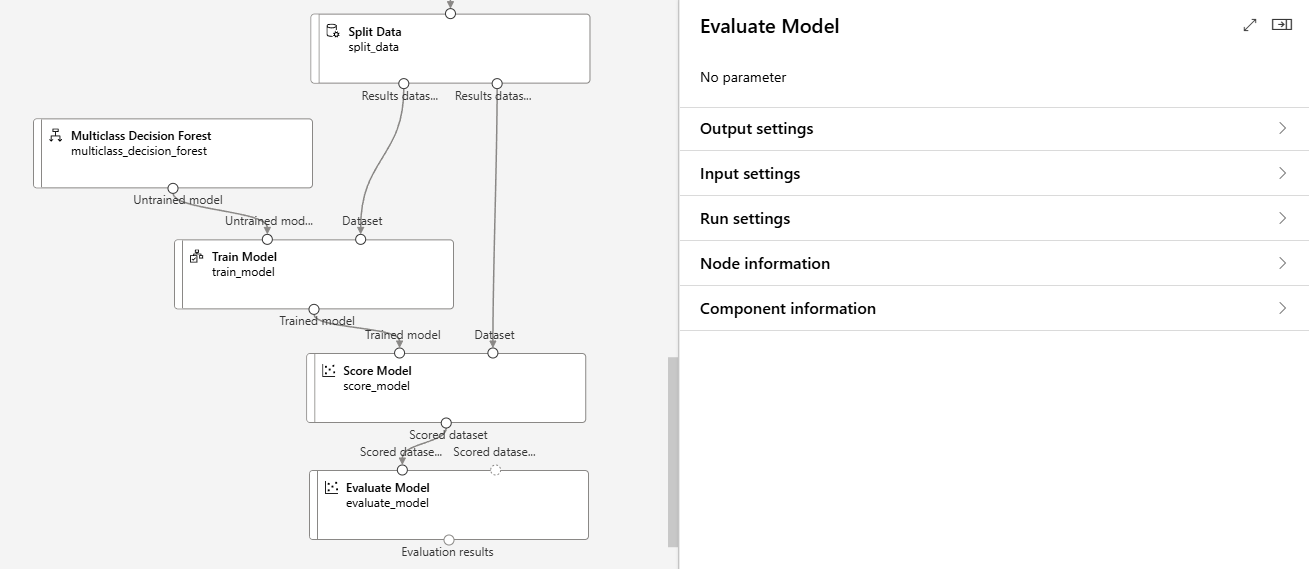 Split Data
split_data
Results datas...
Results datas...
Multiclass Decision Forest
multiclass_decision_forest
Untrained model
Untrained mod...
Dataset
Train Model
train_model
Trained model
Trained model
Dataset
Score Model
score_model
Scored dataset
Scored datase...
Scored datase...
Evaluate Model
evaluate_model
Evaluation results
Evaluate Model
No parameter
Output settings
Input settings
Run settings
Node information
Component information